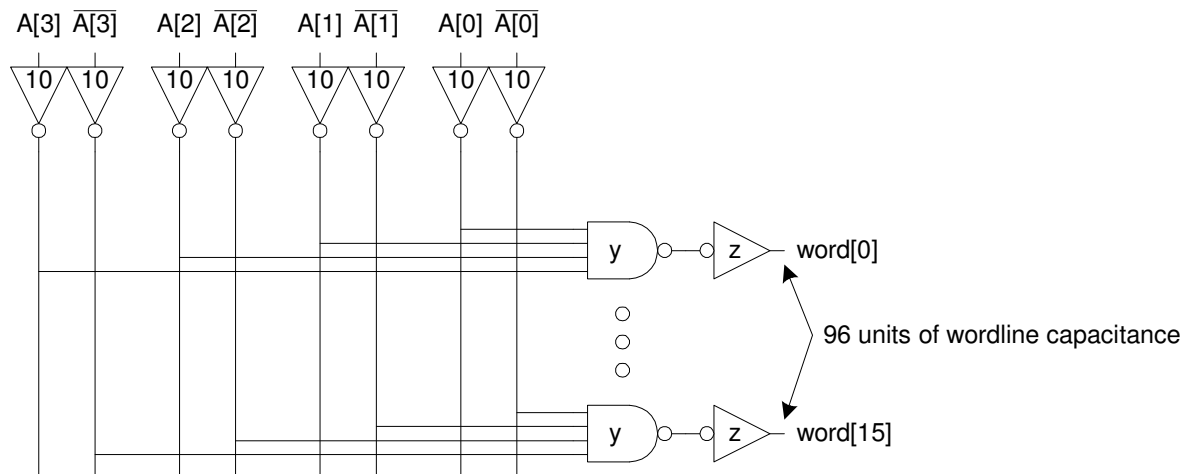 A[3] A̅[̅3̅]̅ A[2] A̅[̅2̅]̅ A[1] A̅[̅1̅]̅ A[0] A̅[̅0̅]̅
10 10 10 10 10 10 10 10
y z word[0]
96 units of wordline capacitance
y z word[15]